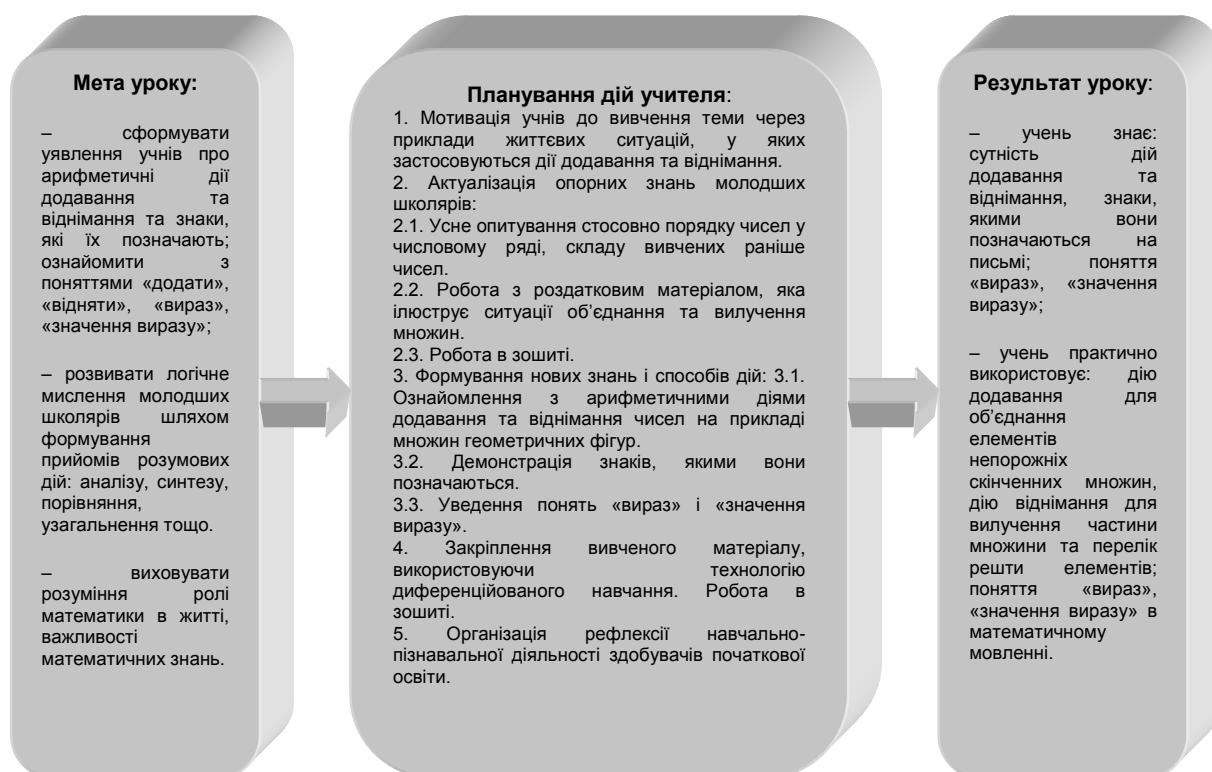 Мета уроку:
– сформувати
уявлення учнів про
арифметичні дії
додавання та
віднімання та знаки,
які їх позначають;
ознайомити з
поняттями «додати»,
«відняти», «вираз»,
«значення виразу»;
– розвивати логічне
мислення молодших
школярів шляхом
формування
прийомів розумових
дій: аналізу, синтезу,
порівняння,
узагальнення тощо.
– виховувати
розуміння ролі
математики в житті,
важливості
математичних знань.
Планування дій учителя:
1. Мотивація учнів до вивчення теми через
приклади життєвих ситуацій, у яких
застосовуються дії додавання та віднімання.
2. Актуалізація опорних знань молодших
школярів:
2.1. Усне опитування стосовно порядку чисел у
числовому ряді, складу вивчених раніше
чисел.
2.2. Робота з роздатковим матеріалом, яка
ілюструє ситуації об’єднання та вилучення
множин.
2.3. Робота в зошиті.
3. Формування нових знань і способів дій: 3.1.
Ознайомлення з арифметичними діями
додавання та віднімання чисел на прикладі
множин геометричних фігур.
3.2. Демонстрація знаків, якими вони
позначаються.
3.3. Уведення понять «вираз» і «значення
виразу».
4. Закріплення вивченого матеріалу,
використовуючи технологію
диференційованого навчання. Робота в
зошиті.
5. Організація рефлексії навчально-
пізнавальної діяльності здобувачів початкової
освіти.
Результат уроку:
– учень знає:
сутність дій
додавання та
віднімання, знаки,
якими вони
позначаються на
письмі; поняття
«вираз», «значення
виразу»;
– учень практично
використовує: дію
додавання для
об’єднання
елементів
непорожніх
скінченних множин,
дію віднімання для
вилучення частини
множини та перелік
решти елементів;
поняття «вираз»,
«значення виразу» в
математичному
мовленні.